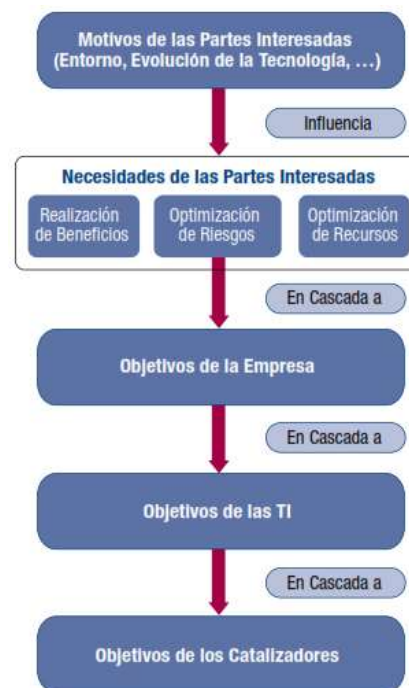 Motivos de las Partes Interesadas
(Entorno, Evolución de la Tecnología, …)
Influencia
Necesidades de las Partes Interesadas
Realización
de Beneficios
Optimización
de Riesgos
Optimización
de Recursos
En Cascada a
Objetivos de la Empresa
En Cascada a
Objetivos de las TI
En Cascada a
Objetivos de los Catalizadores